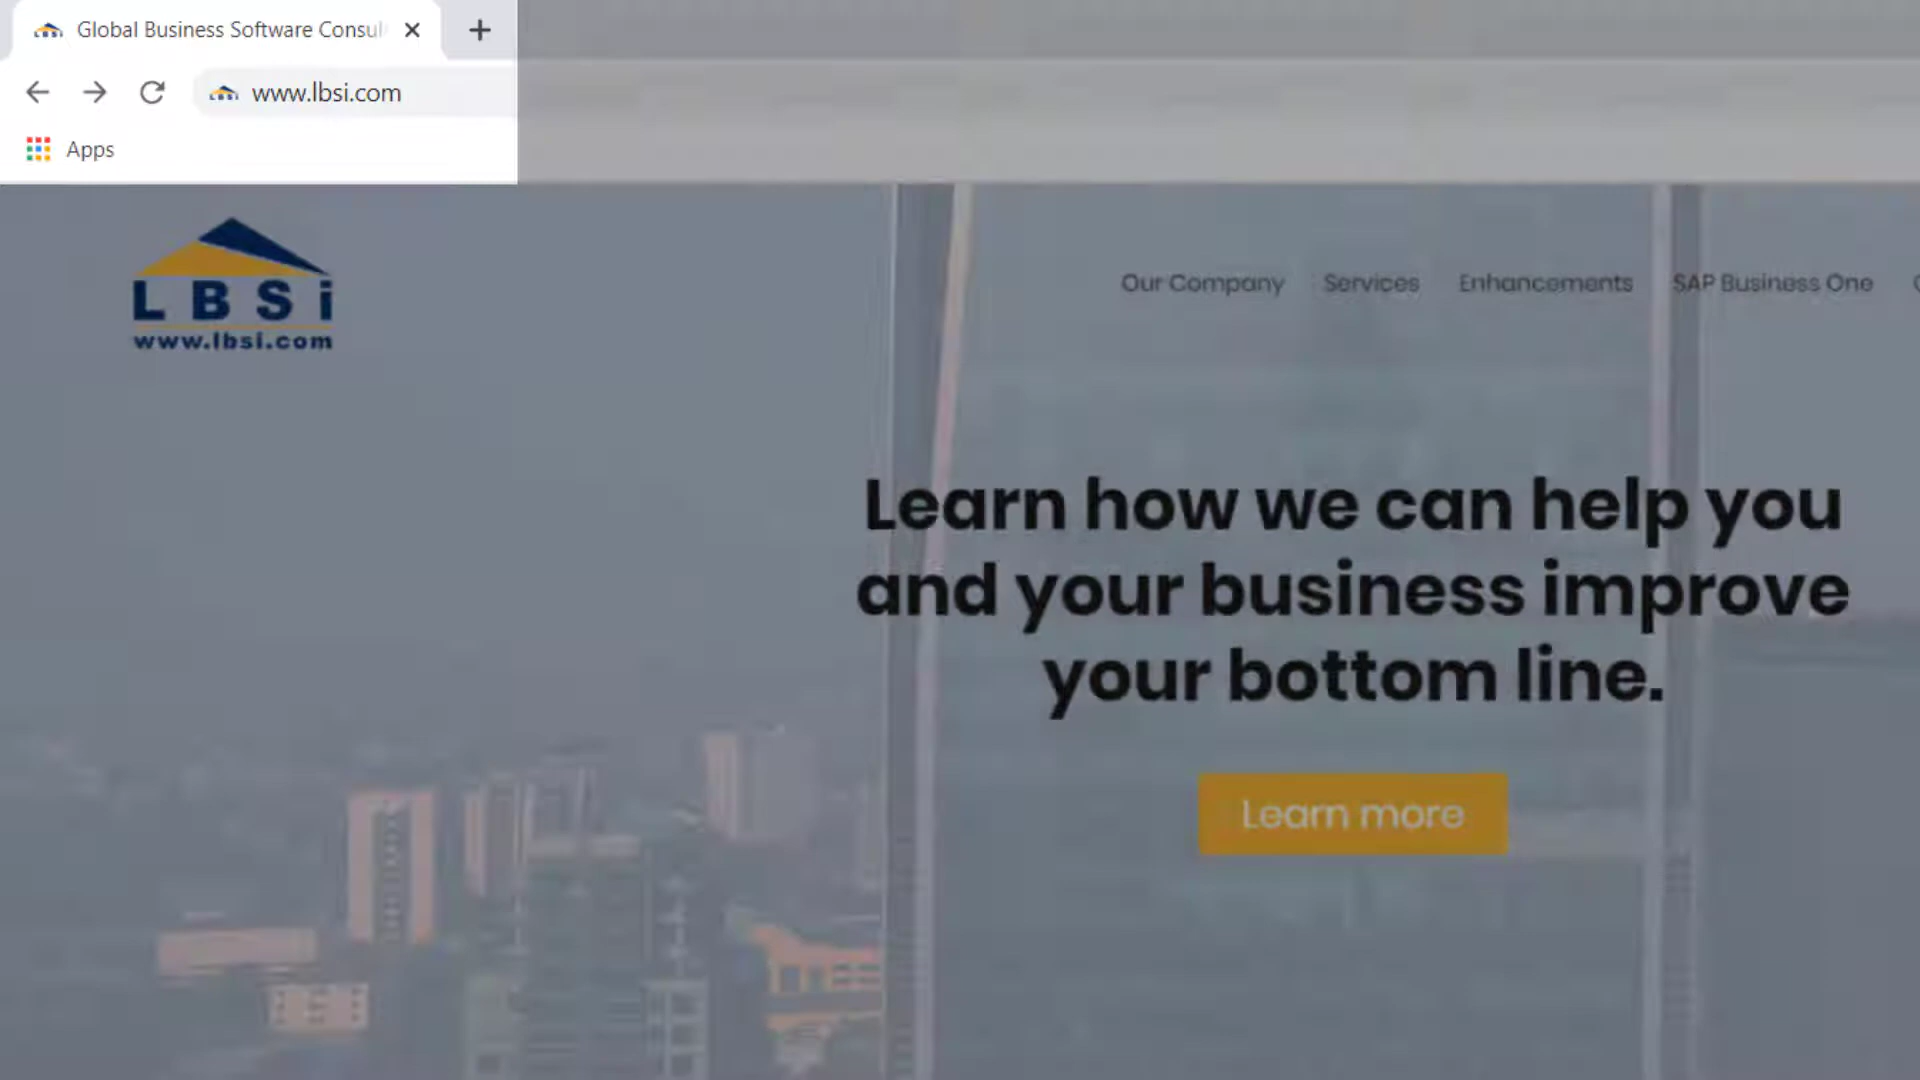 Global Business Software Consul
www.lbsi.com
Apps
LBSi
www.lbsi.com
Our Company Services Enhancements SAP Business One
Learn how we can help you
and your business improve
your bottom line.
Learn more